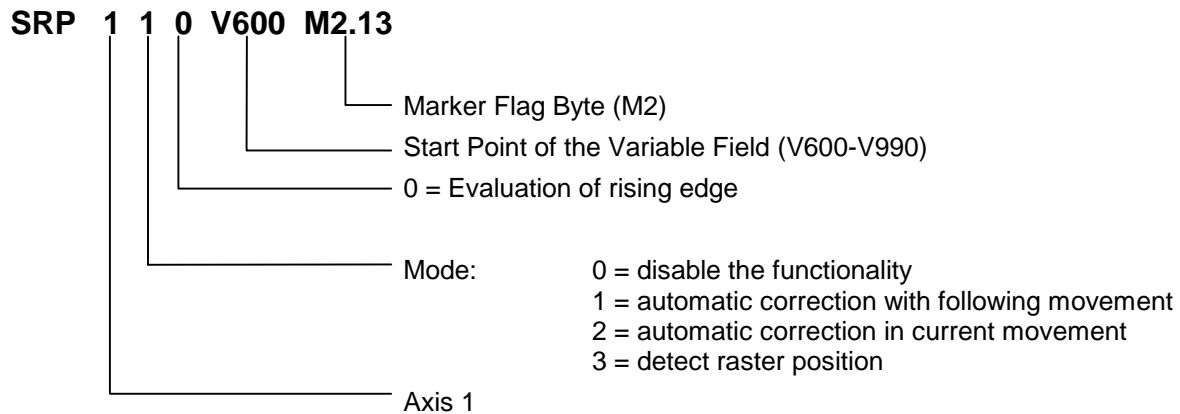 SRP 1 1 0 V600 M2.13
Marker Flag Byte (M2)
Start Point of the Variable Field (V600-V990)
0 = Evaluation of rising edge
Mode: 0 = disable the functionality
1 = automatic correction with following movement
2 = automatic correction in current movement
3 = detect raster position
Axis 1